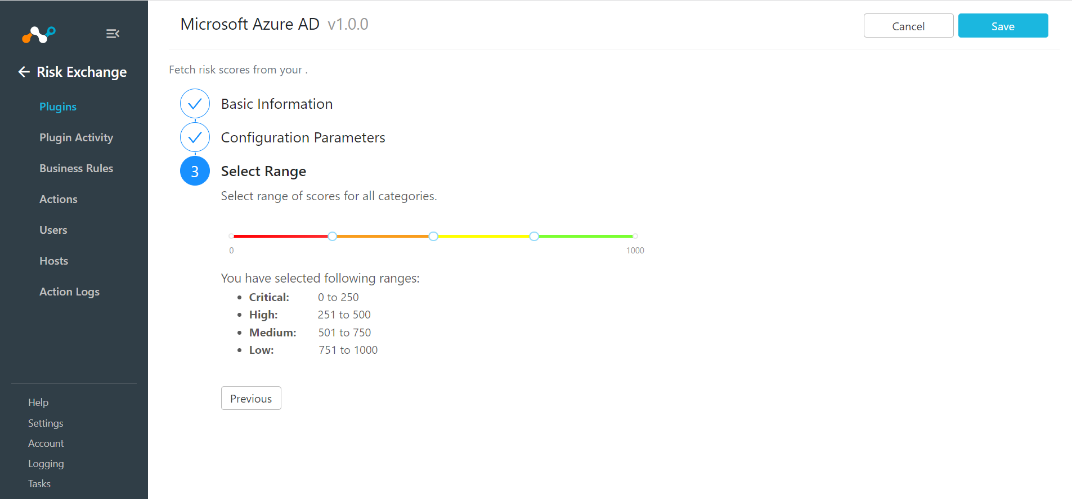 Microsoft Azure AD v1.0.0
Cancel
Save
Risk Exchange
Plugins
Plugin Activity
Business Rules
Actions
Users
Hosts
Action Logs
Help
Settings
Account
Logging
Tasks
Fetch risk scores from your .
Basic Information
Configuration Parameters
3 Select Range
Select range of scores for all categories.
0 1000
You have selected following ranges:
• Critical: 0 to 250
• High: 251 to 500
• Medium: 501 to 750
• Low: 751 to 1000
Previous